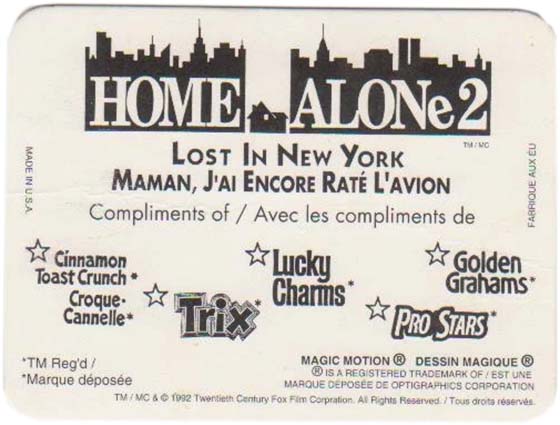 HOME ALONe 2
TM / MC
LOST IN NEW YORK
MAMAN, J'AI ENCORE RATÉ L'AVION
MADE IN U.S.A.
FABRIQUE AUX ÉU
Compliments of / Avec les compliments de
☆ Cinnamon
Toast Crunch*
Croque-
Cannelle*
☆ Trix*
☆ Lucky
Charms*
☆ Golden
Grahams*
☆ PRO STARS*
*TM Reg'd /
*Marque déposée
MAGIC MOTION ® DESSIN MAGIQUE ®
® IS A REGISTERED TRADEMARK OF / EST UNE
MARQUE DÉPOSÉE DE OPTIGRAPHICS CORPORATION
TM / MC & © 1992 Twentieth Century Fox Film Corpration. All Rights Reserved. / Tous droits réservés.